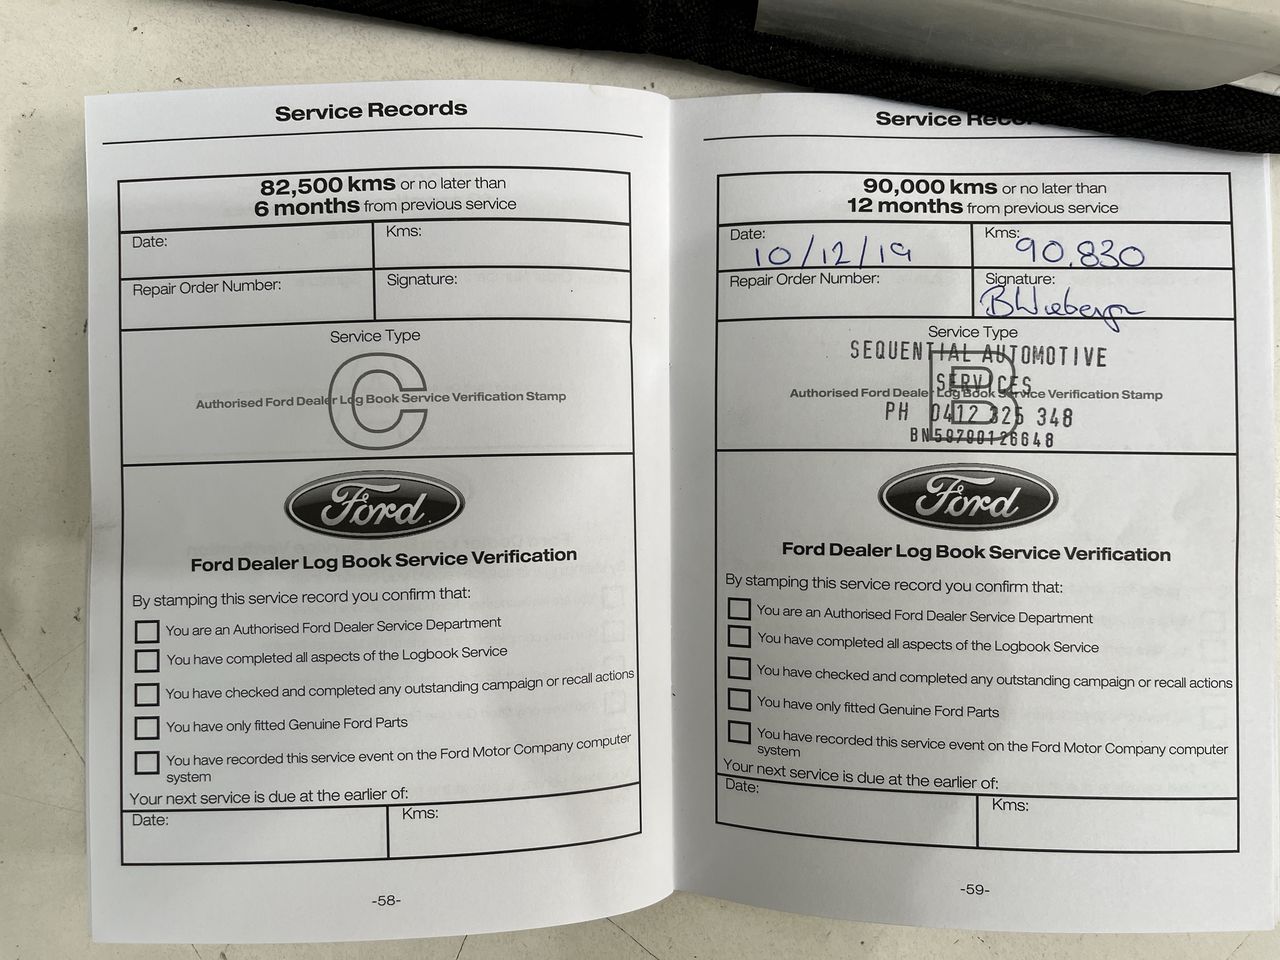 Service Records
82,500 kms or no later than
6 months from previous service
Date:
Kms:
Repair Order Number:
Signature:
Service Type
C
Authorised Ford Dealer Log Book Service Verification Stamp
Ford
Ford Dealer Log Book Service Verification
By stamping this service record you confirm that:
You are an Authorised Ford Dealer Service Department
You have completed all aspects of the Logbook Service
You have checked and completed any outstanding campaign or recall actions
You have only fitted Genuine Ford Parts
You have recorded this service event on the Ford Motor Company computer
system
Your next service is due at the earlier of:
Date:
Kms:
-58-
Service
90,000 kms or no later than
12 months from previous service
Date:
10/12/19
Kms:
90.830
Repair Order Number:
Signature:
Service Type
SEQUENTIAL AUTOMOTIVE
SERVICES
B
Authorised Ford Dealer Log Book Service Verification Stamp
PH 0412 325 348
Ford
Ford Dealer Log Book Service Verification
By stamping this service record you confirm that:
You are an Authorised Ford Dealer Service Department
You have completed all aspects of the Logbook Service
You have checked and completed any outstanding campaign or recall actions
You have only fitted Genuine Ford Parts
You have recorded this service event on the Ford Motor Company computer
system
Your next service is due at the earlier of:
Date:
Kms:
-59-